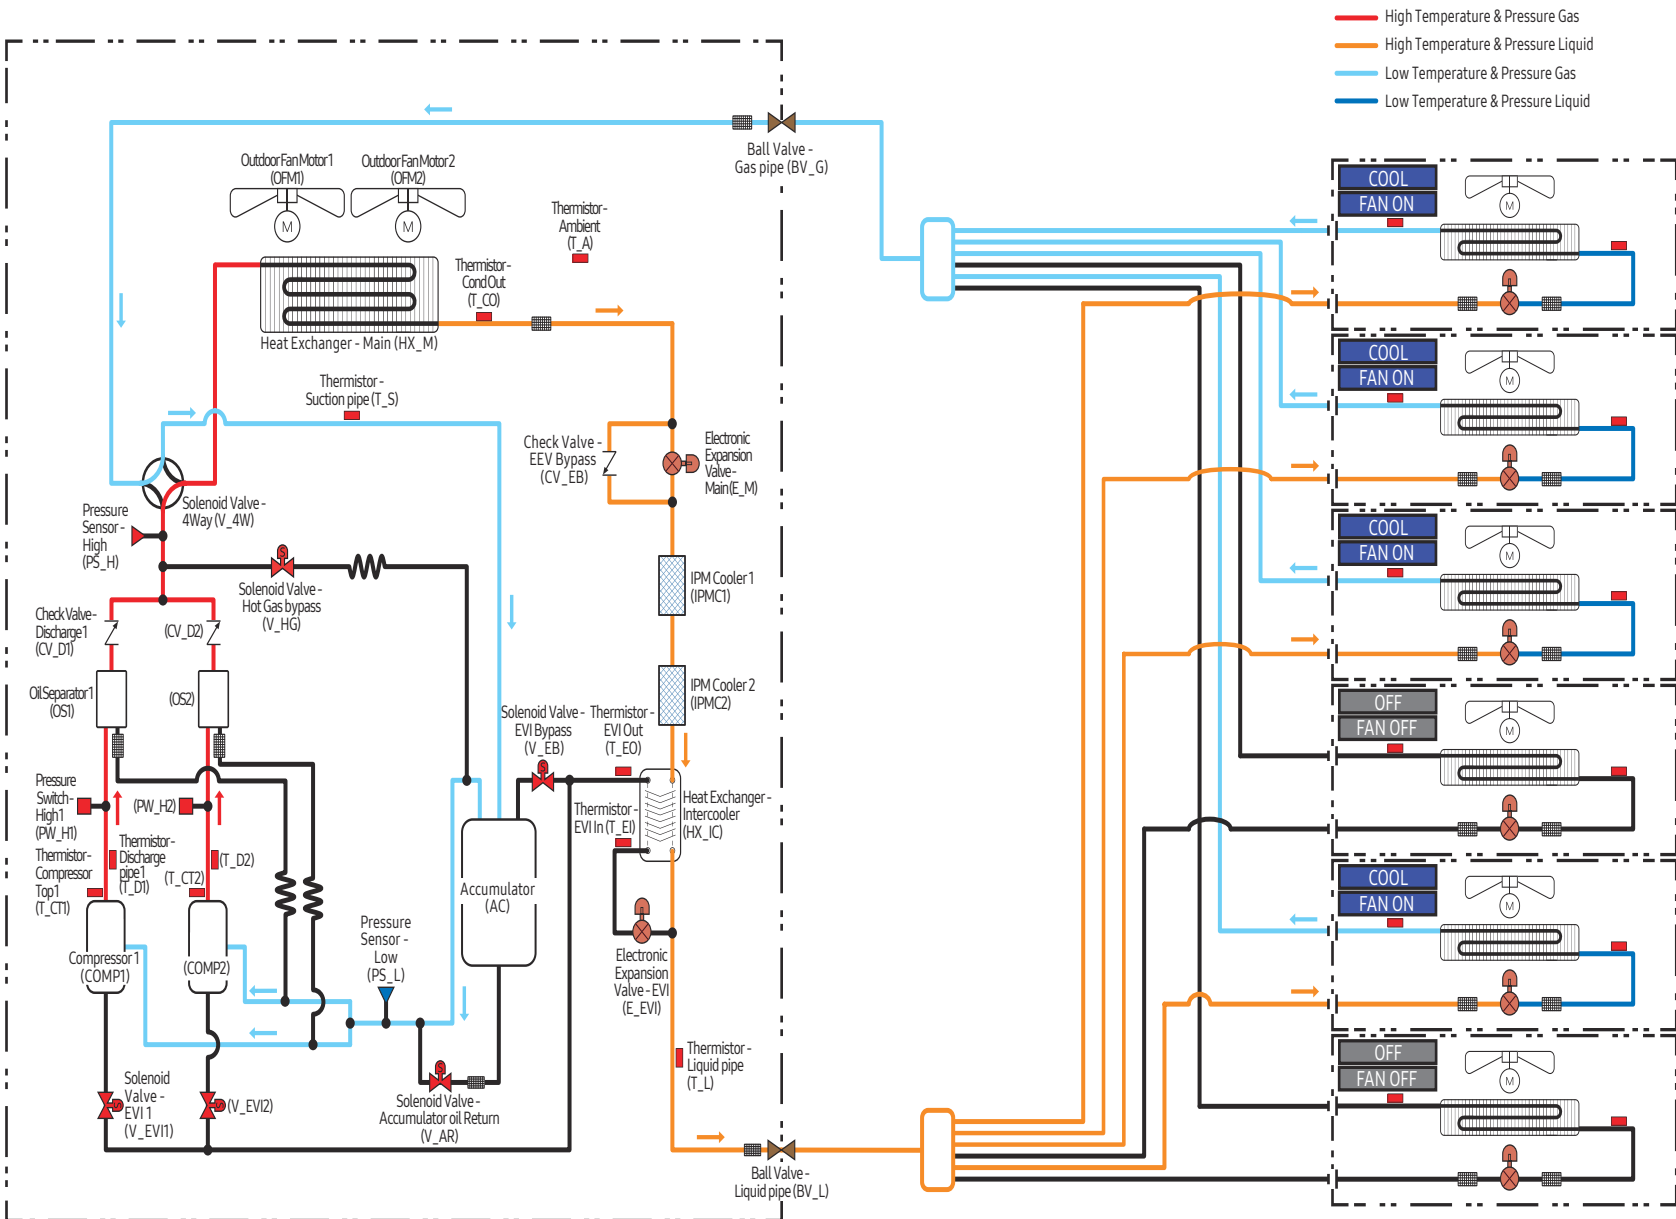 High Temperature & Pressure Gas
High Temperature & Pressure Liquid
Low Temperature & Pressure Gas
Low Temperature & Pressure Liquid
Ball Valve -
Gas pipe (BV_G)
Outdoor Fan Motor 1
(OFM1)
Outdoor Fan Motor 2
(OFM2)
M
M
Thermistor-
Ambient
(T_A)
Thermistor-
Cond Out
(T_CO)
Heat Exchanger - Main (HX_M)
Thermistor -
Suction pipe (T_S)
Check Valve -
EEV Bypass
(CV_EB)
Electronic
Expansion
Valve-
Main(E_M)
Solenoid Valve -
4Way (V_4W)
Pressure
Sensor -
High
(PS_H)
S
Solenoid Valve -
Hot Gas bypass
(V_HG)
IPM Cooler 1
(IPMC1)
Check Valve-
Discharge 1
(CV_D1)
(CV_D2)
Oil Separator 1
(OS1)
(OS2)
IPM Cooler 2
(IPMC2)
Solenoid Valve -
EVI Bypass
(V_EB)
S
Thermistor -
EVI Out
(T_EO)
Pressure
Switch-
High1
(PW_H1)
(PW_H2)
Thermistor -
EVI In (T_EI)
Heat Exchanger -
Intercooler
(HX_IC)
Thermistor-
Compressor
Top1
(T_CT1)
Thermistor-
Discharge
pipe1
(T_D1)
(T_D2)
(T_CT2)
Accumulator
(AC)
Compressor 1
(COMP1)
(COMP2)
Pressure
Sensor -
Low
(PS_L)
Electronic
Expansion
Valve - EVI
(E_EVI)
Thermistor -
Liquid pipe
(T_L)
Solenoid
Valve -
EVI 1
(V_EVI1)
S
S
(V_EVI2)
S
Solenoid Valve -
Accumulator oil Return
(V_AR)
Ball Valve -
Liquid pipe (BV_L)
COOL
FAN ON
M
COOL
FAN ON
M
COOL
FAN ON
M
OFF
FAN OFF
M
COOL
FAN ON
M
OFF
FAN OFF
M